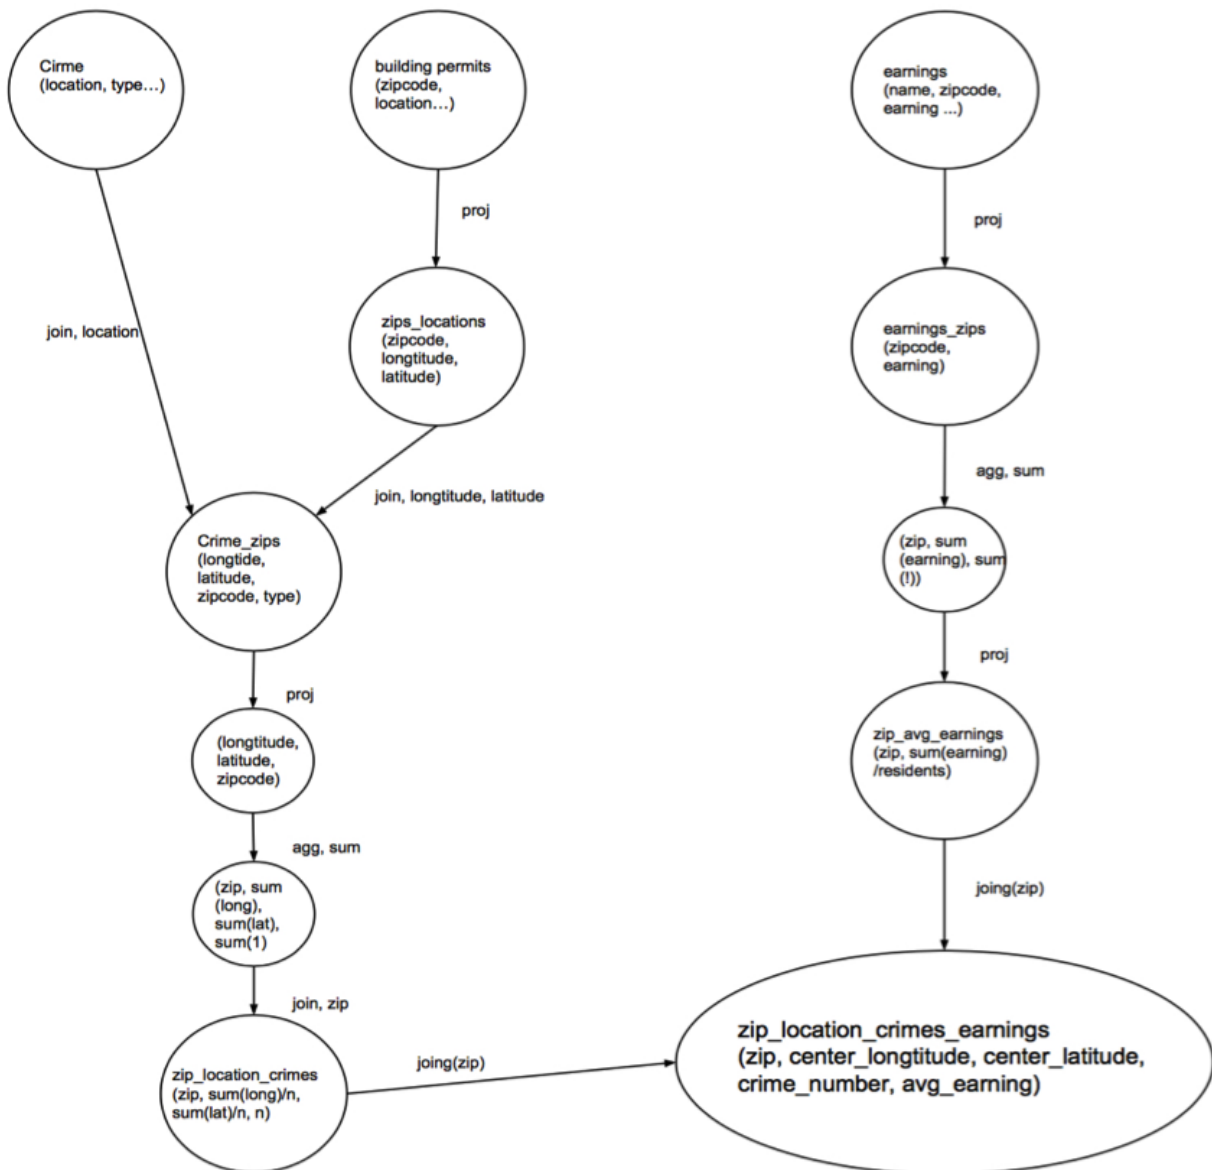 Cirme
(location, type...)
building permits
(zipcode,
location...)
earnings
(name, zipcode,
earning ...)
proj
proj
join, location
zips_locations
(zipcode,
longtitude,
latitude)
earnings_zips
(zipcode,
earning)
join, longtitude, latitude
agg, sum
Crime_zips
(longtide,
latitude,
zipcode, type)
(zip, sum
(earning), sum
(!))
proj
proj
(longtitude,
latitude,
zipcode)
zip_avg_earnings
(zip, sum(earning)
/residents)
agg, sum
(zip, sum
(long),
sum(lat),
sum(1)
joing(zip)
join, zip
zip_location_crimes
(zip, sum(long)/n,
sum(lat)/n, n)
joing(zip)
zip_location_crimes_earnings
(zip, center_longtitude, center_latitude,
crime_number, avg_earning)